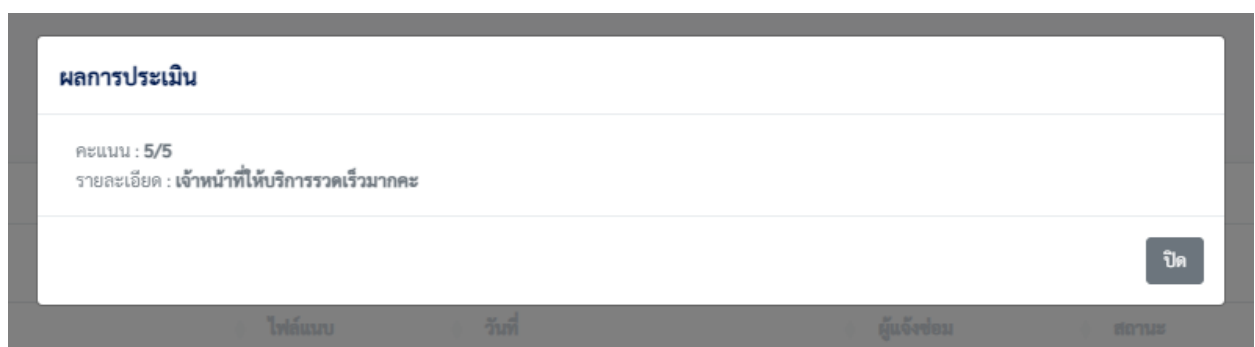 ผลการประเมิน
คะแนน : 5/5
รายละเอียด : เจ้าหน้าที่ให้บริการรวดเร็วมากคะ
ปิด
ไฟล์แนบ วันที่ ผู้แจ้งซ่อม สถานะ